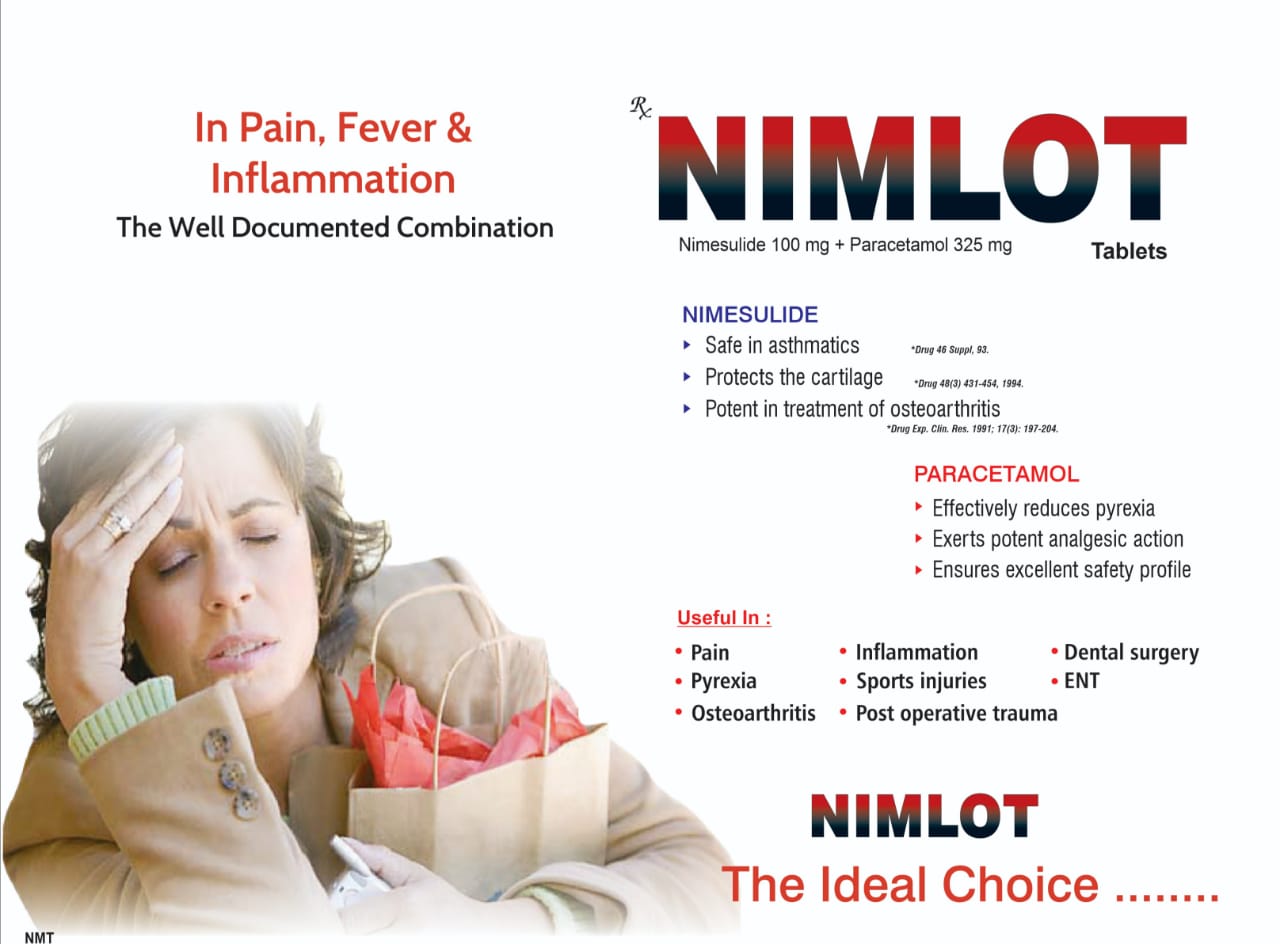 In Pain, Fever &
Inflammation
The Well Documented Combination
Rx
NIMLOT
Nimesulide 100 mg + Paracetamol 325 mg
Tablets
NIMESULIDE
Safe in asthmatics *Drug 46 Suppl, 93.
Protects the cartilage *Drug 48(3) 431-454, 1994.
Potent in treatment of osteoarthritis
*Drug Exp. Clin. Res. 1991; 17(3): 197-204.
PARACETAMOL
Effectively reduces pyrexia
Exerts potent analgesic action
Ensures excellent safety profile
Useful In :
• Pain • Inflammation • Dental surgery
• Pyrexia • Sports injuries • ENT
• Osteoarthritis • Post operative trauma
NIMLOT
The Ideal Choice ........
NMT